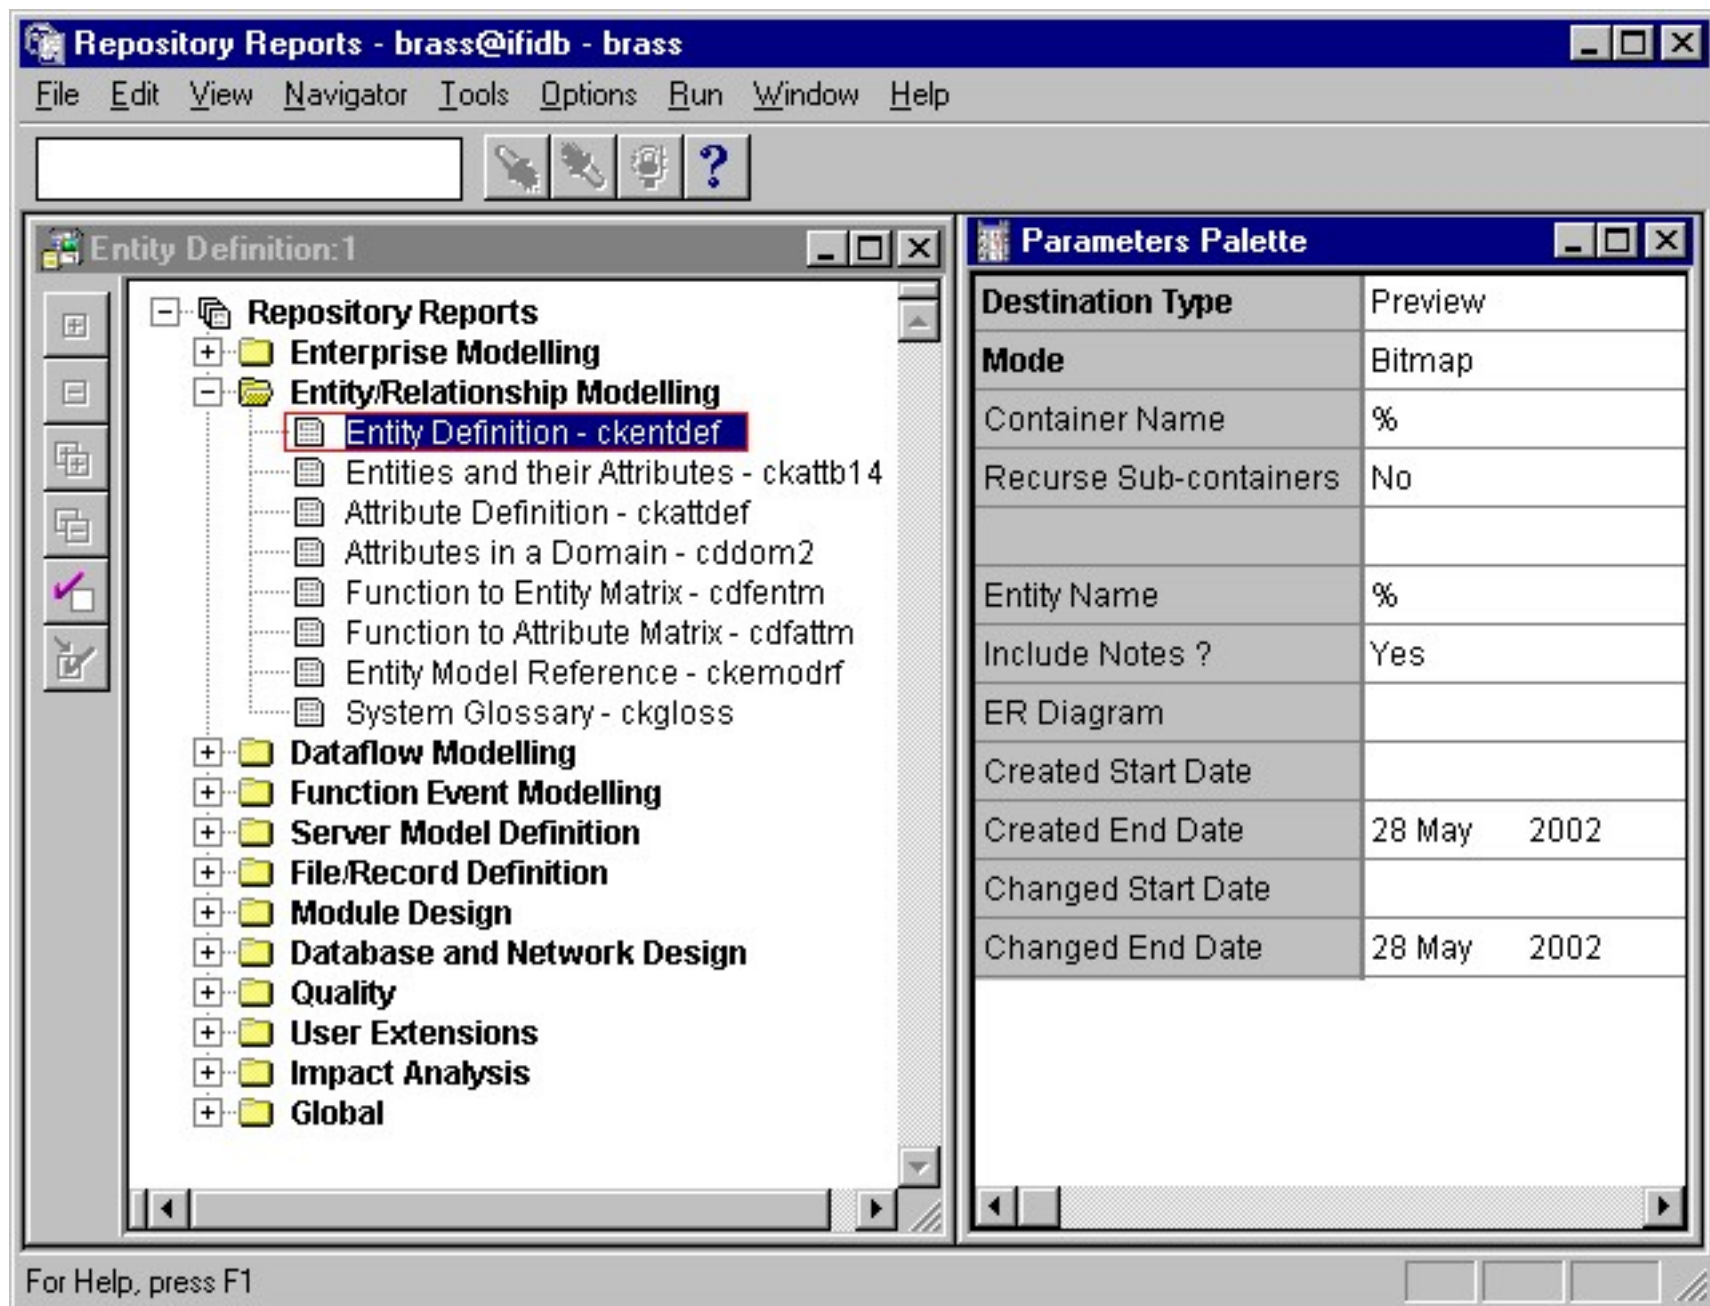 Repository Reports - brass@ifidb - brass
File Edit View Navigator Tools Options Run Window Help
?
Entity Definition:1
Repository Reports
Enterprise Modelling
Entity/Relationship Modelling
Entity Definition - ckentdef
Entities and their Attributes - ckattb14
Attribute Definition - ckattdef
Attributes in a Domain - cddom2
Function to Entity Matrix - cdfentm
Function to Attribute Matrix - cdfattm
Entity Model Reference - ckemodrf
System Glossary - ckgloss
Dataflow Modelling
Function Event Modelling
Server Model Definition
File/Record Definition
Module Design
Database and Network Design
Quality
User Extensions
Impact Analysis
Global
Parameters Palette
Destination Type Preview
Mode Bitmap
Container Name %
Recurse Sub-containers No
Entity Name %
Include Notes ? Yes
ER Diagram
Created Start Date
Created End Date 28 May 2002
Changed Start Date
Changed End Date 28 May 2002
For Help, press F1